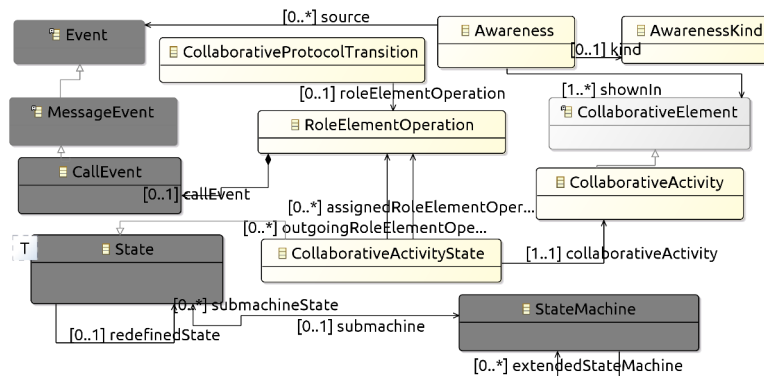 [0..*] source
Event
Awareness
AwarenessKind
[0..1] kind
CollaborativeProtocolTransition
[0..1] roleElementOperation
[1..*] shownIn
MessageEvent
CollaborativeElement
RoleElementOperation
CallEvent
[0..1] callEvent
CollaborativeActivity
[0..*] assignedRoleElementOper...
[0..*] outgoingRoleElementOpe...
T
State
CollaborativeActivityState
[1..1] collaborativeActivity
[0..*] submachineState
StateMachine
[0..1] submachine
[0..1] redefinedState
[0..*] extendedStateMachine